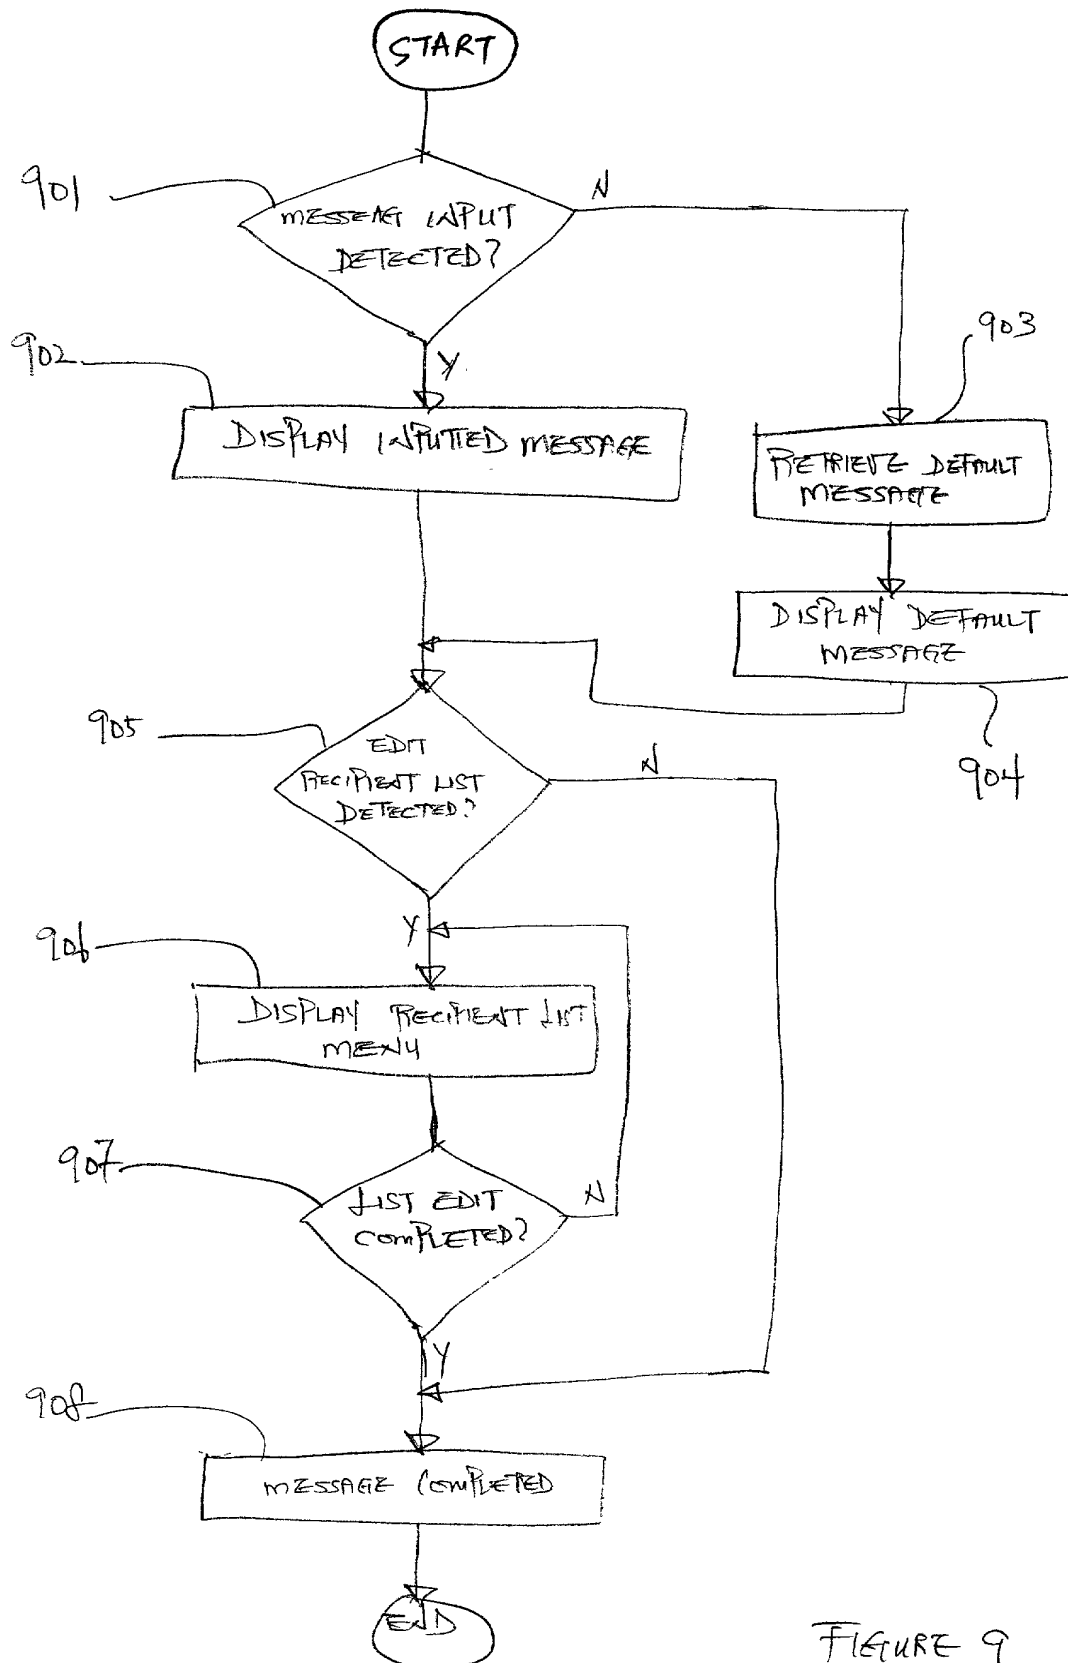 START
901
MESSEAG INPUT
DETECTED?
N
902
Y
903
DISPLAY INPUTTED MESSAGE
RETRIEVE DEFAULT
MESSAGE
DISPLAY DEFAULT
MESSAGE
904
905
EDIT
RECIPIENT LIST
DETECTED?
N
Y
906
DISPLAY RECIPIENT LIST
MENU
907
LIST EDIT
COMPLETED?
N
Y
908
MESSAGE COMPLETED
END
FIGURE 9